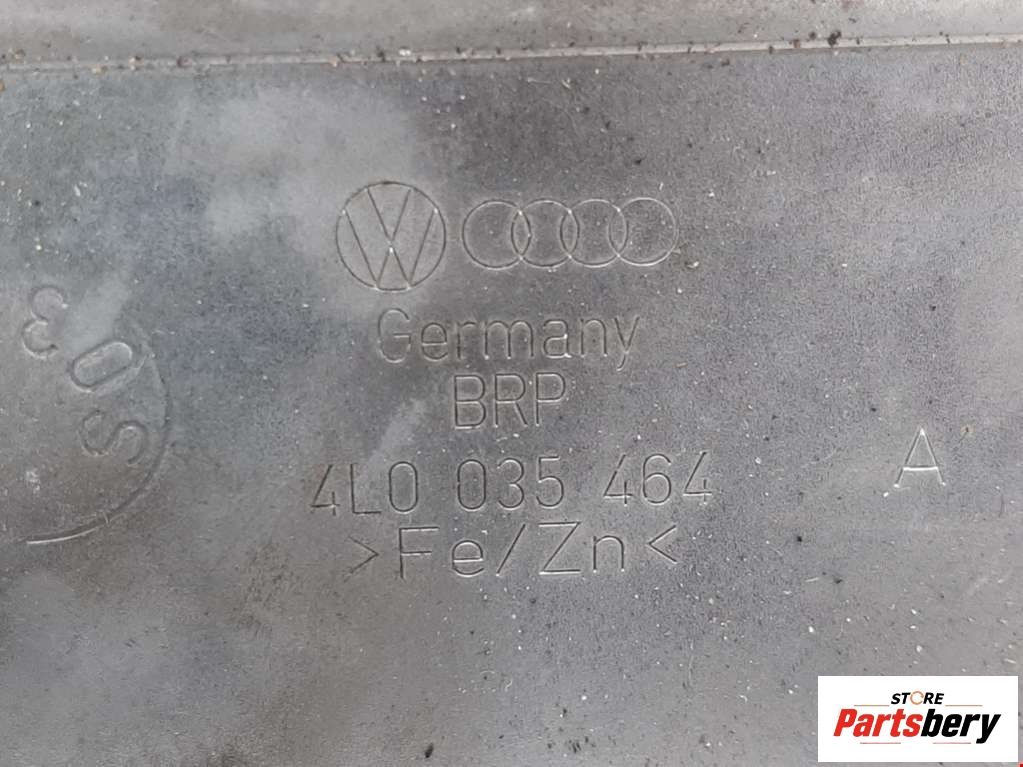 Germany
BRP
4L0 035 464
>Fe/Zn<
A
S03
STORE
Partsbery